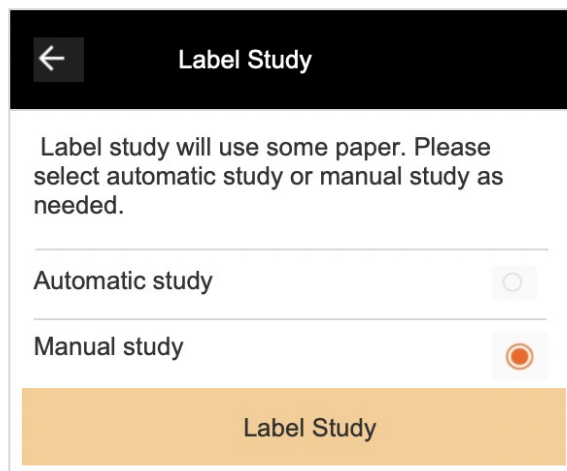 Label Study
Label study will use some paper. Please
select automatic study or manual study as
needed.
Automatic study
Manual study
Label Study